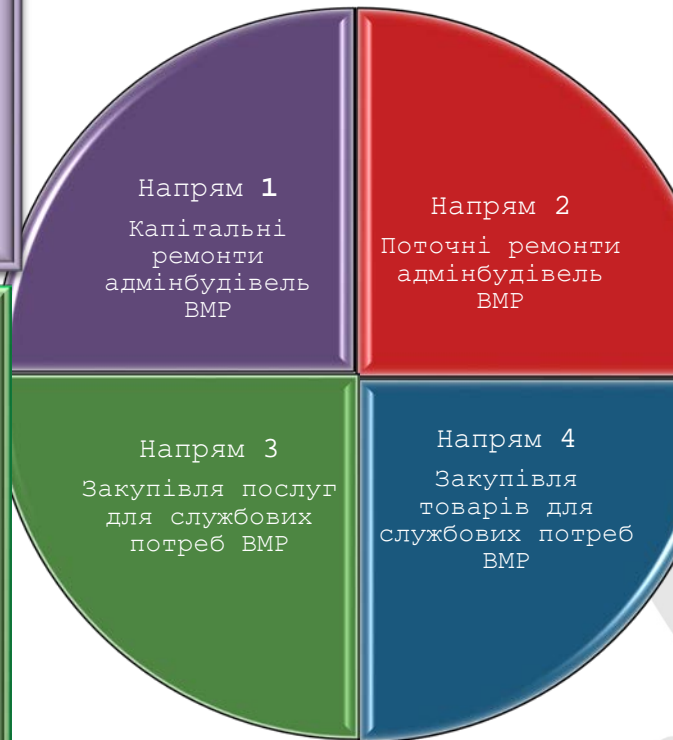 Напрям 1
Капітальні
ремонти
адмінбудівель
ВМР
Напрям 2
Поточні ремонти
адмінбудівель
ВМР
Напрям 3
Закупівля послуг
для службових
потреб ВМР
Напрям 4
Закупівля
товарів для
службових потреб
ВМР